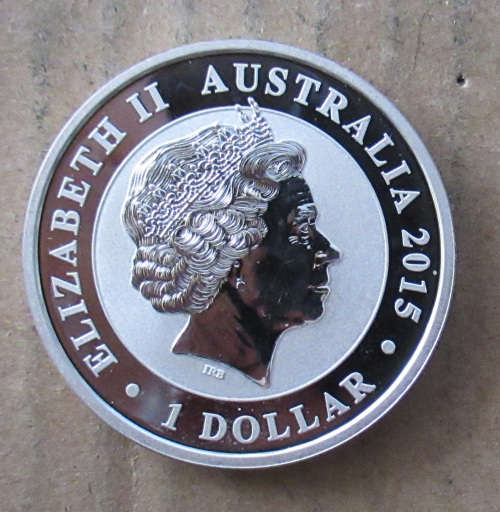 ELIZABETH II AUSTRALIA 2015
• 1 DOLLAR •
IRB